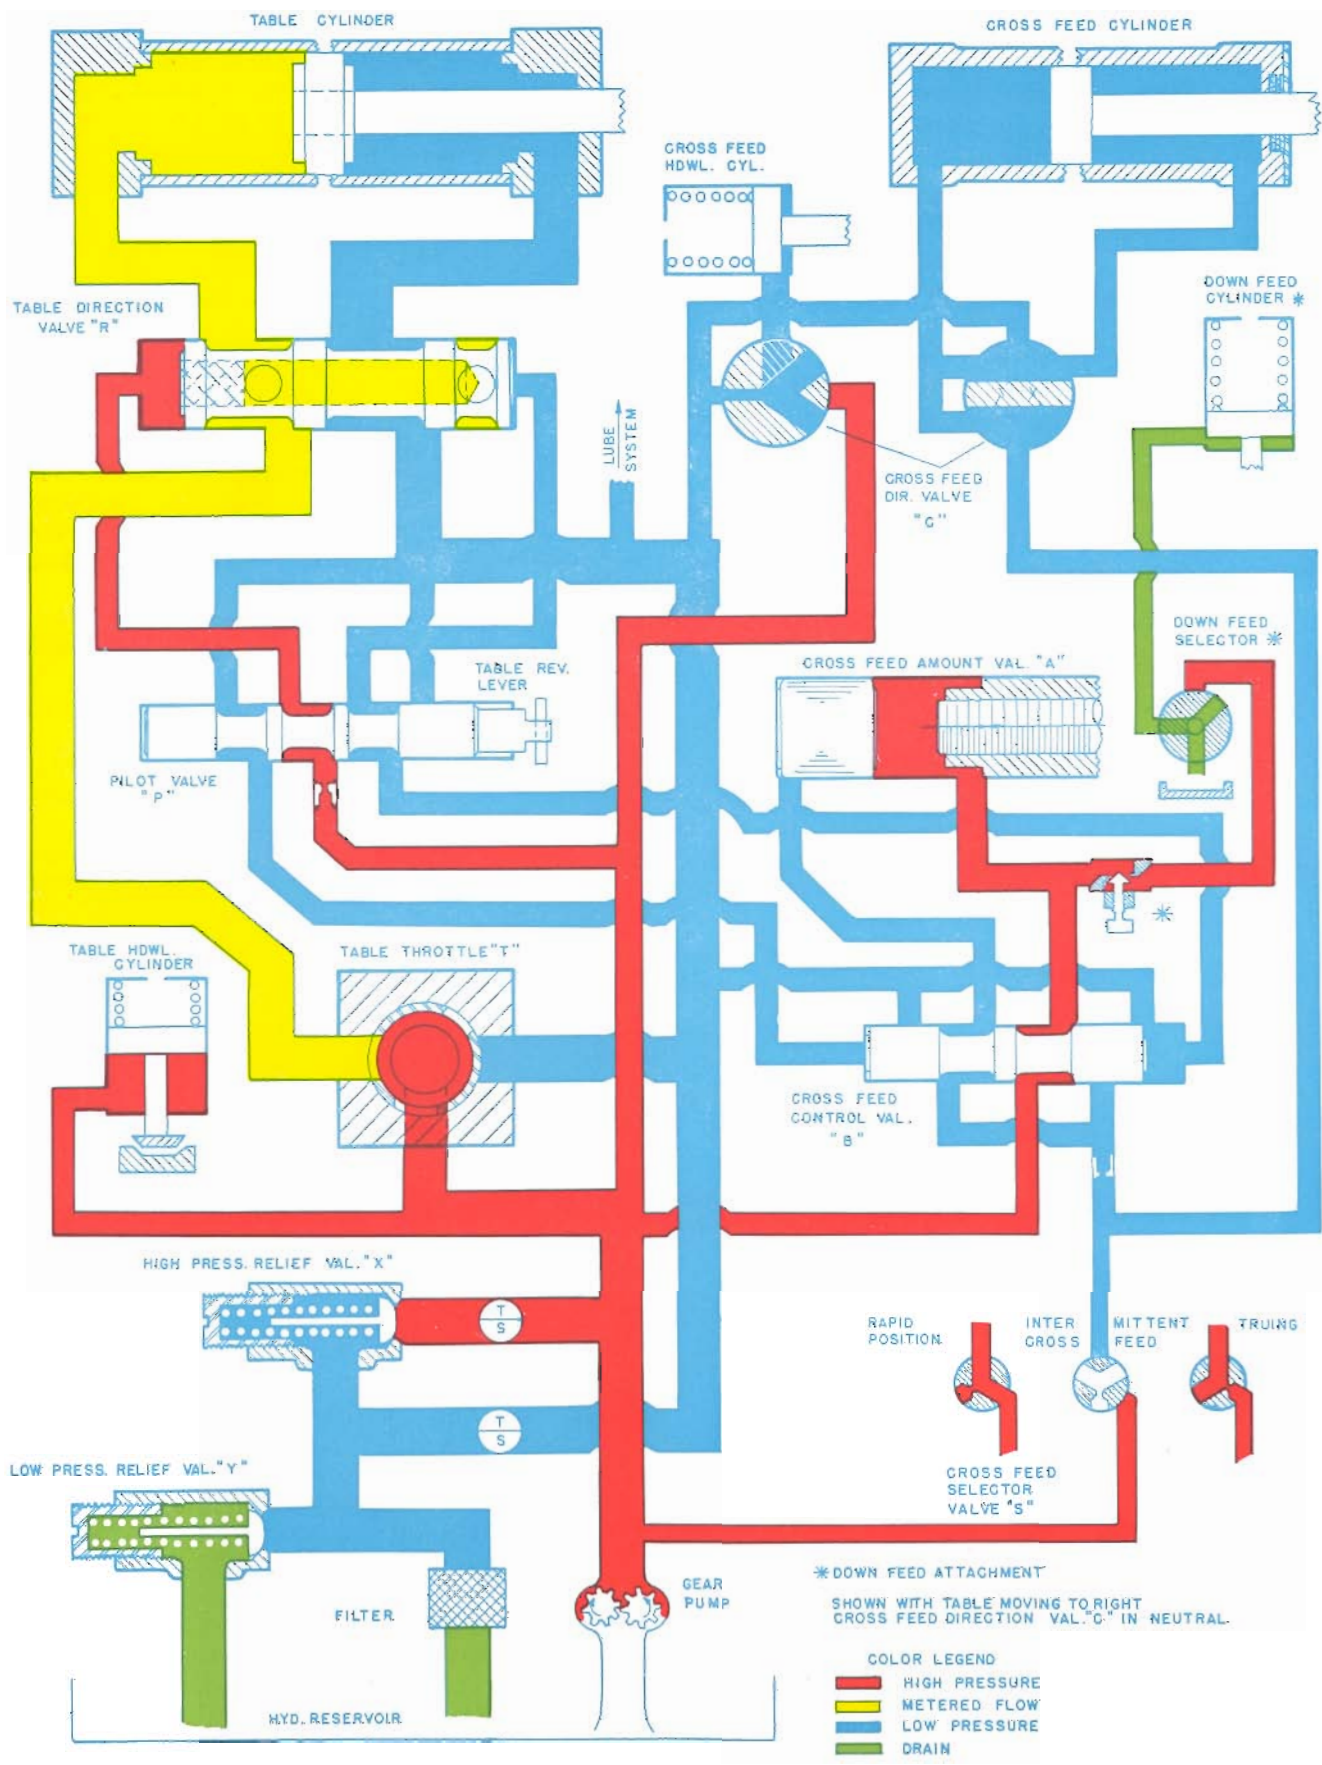 TABLE CYLINDER
CROSS FEED CYLINDER
CROSS FEED
HDWL. CYL.
DOWN FEED
CYLINDER *
TABLE DIRECTION
VALVE "R"
LUBE
SYSTEM
CROSS FEED
DIR. VALVE
"C"
DOWN FEED
SELECTOR *
TABLE REV.
LEVER
CROSS FEED AMOUNT VAL. "A"
PILOT VALVE
"P"
*
TABLE HDWL.
CYLINDER
TABLE THROTTLE "T"
CROSS FEED
CONTROL VAL.
"B"
HIGH PRESS. RELIEF VAL. "X"
T
S
RAPID
POSITION
INTER MITTENT
CROSS FEED
TRUING
T
S
LOW PRESS. RELIEF VAL. "Y"
CROSS FEED
SELECTOR
VALVE "S"
FILTER
GEAR
PUMP
* DOWN FEED ATTACHMENT
SHOWN WITH TABLE MOVING TO RIGHT
CROSS FEED DIRECTION VAL. "C" IN NEUTRAL.
HYD. RESERVOIR
COLOR LEGEND
HIGH PRESSURE
METERED FLOW
LOW PRESSURE
DRAIN